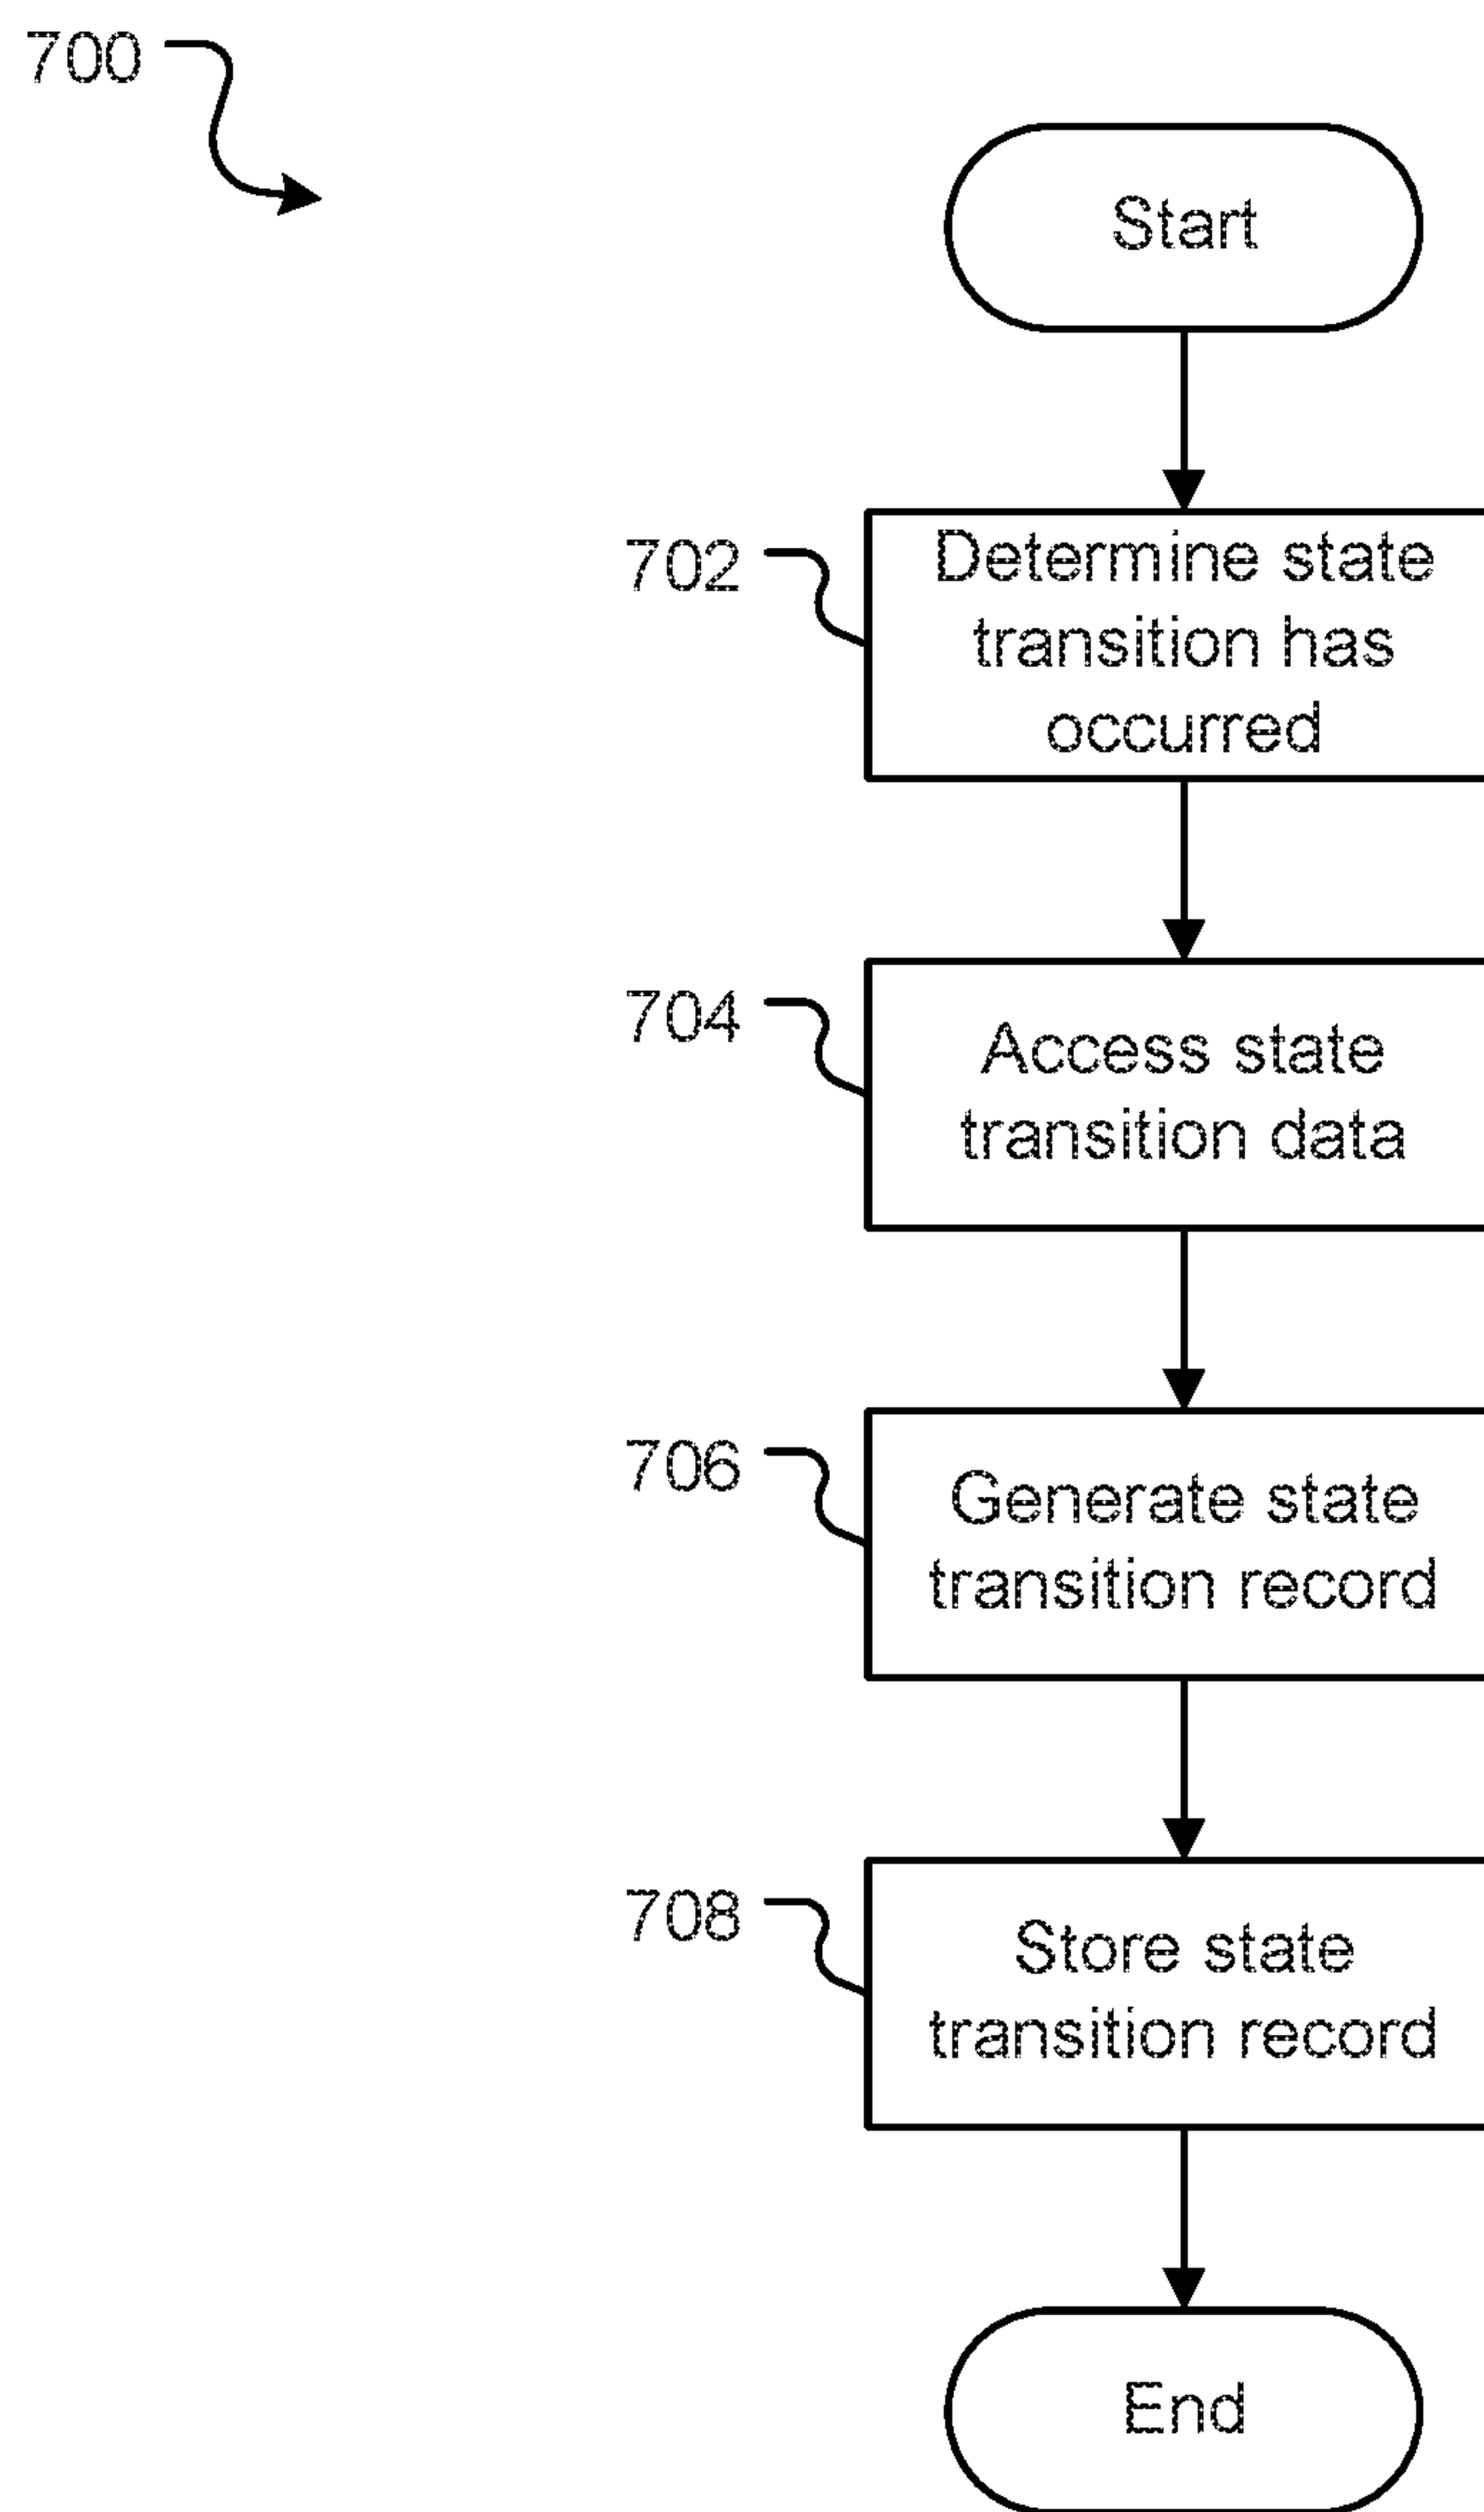 700
Start
702
Determine state
transition has
occurred
704
Access state
transition data
706
Generate state
transition record
708
Store state
transition record
End